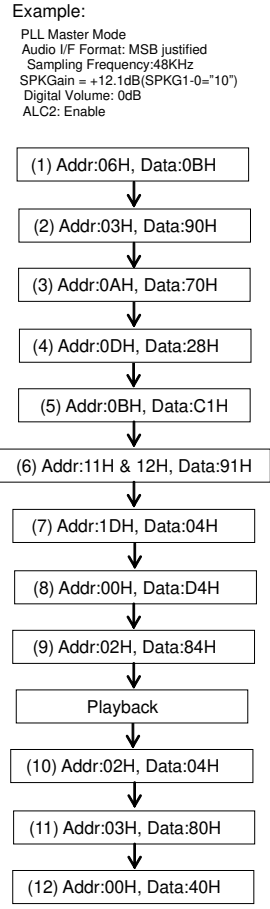 Example:
PLL Master Mode
Audio I/F Format: MSB justified
Sampling Frequency:48KHz
SPKGain = +12.1dB(SPKG1-0="10")
Digital Volume: 0dB
ALC2: Enable
(1) Addr:06H, Data:0BH
(2) Addr:03H, Data:90H
(3) Addr:0AH, Data:70H
(4) Addr:0DH, Data:28H
(5) Addr:0BH, Data:C1H
(6) Addr:11H & 12H, Data:91H
(7) Addr:1DH, Data:04H
(8) Addr:00H, Data:D4H
(9) Addr:02H, Data:84H
Playback
(10) Addr:02H, Data:04H
(11) Addr:03H, Data:80H
(12) Addr:00H, Data:40H